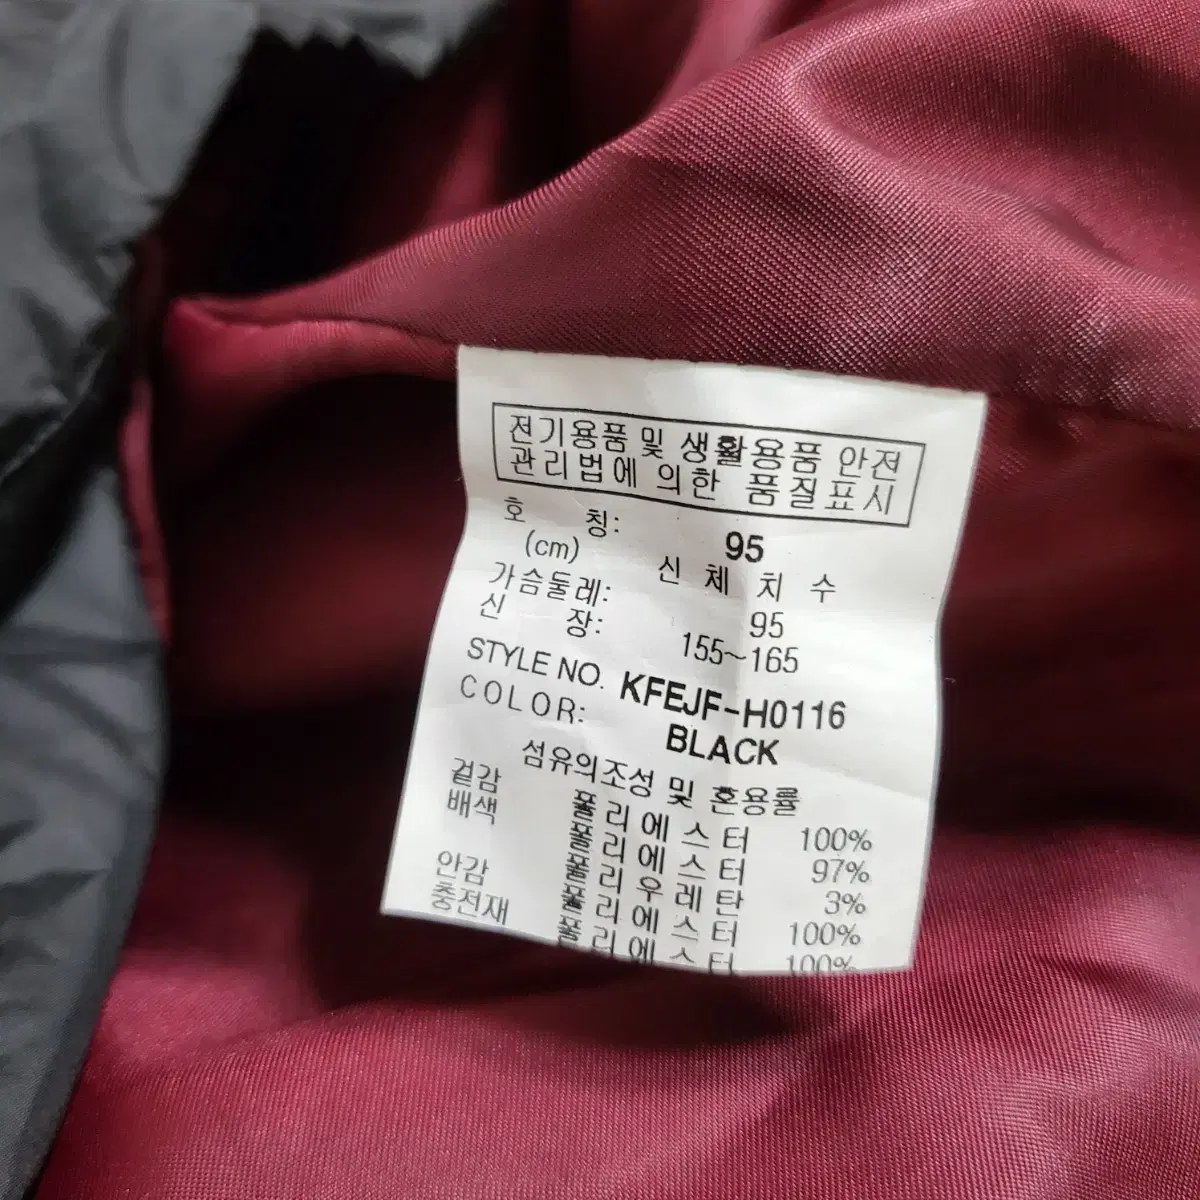 전기용품 및 생활용품 안전
관리법에 의한 품질표시
호 칭: 95
(cm) 신 체 치 수
가슴둘레: 95
신 장: 155~165
STYLE NO. KFEJF-H0116
COLOR: BLACK
섬유의조성 및 혼용률
겉감 폴리에스터 100%
배색 폴리에스터 97%
폴리우레탄 3%
안감 폴리에스터 100%
충전재 폴리에스터 100%